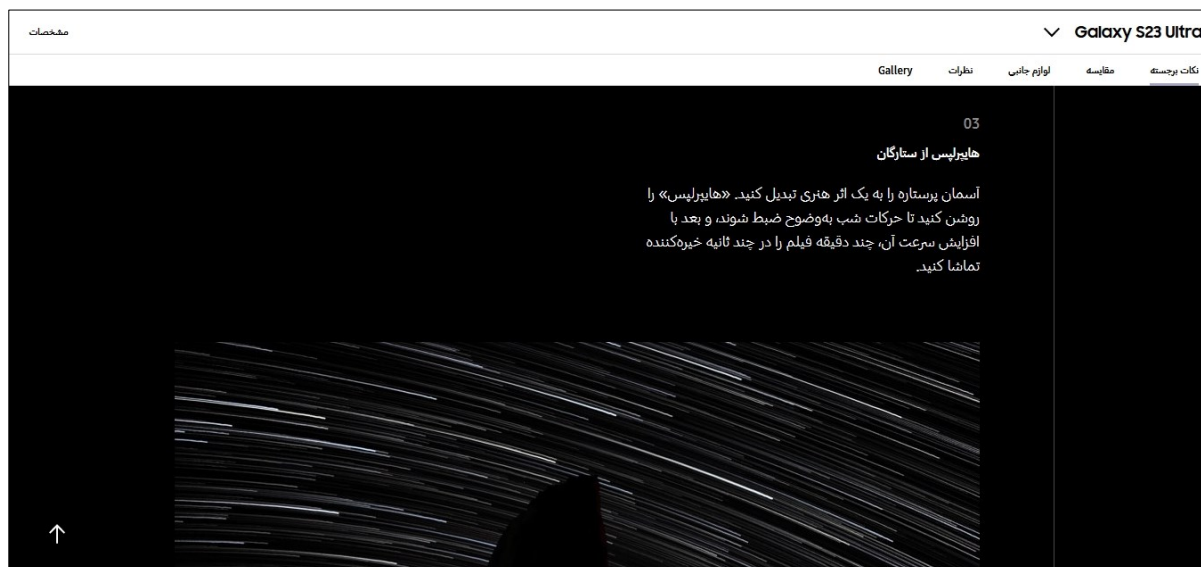 Galaxy S23 Ultra
مشخصات
نکات برجسته
مقایسه
لوازم جانبی
نظرات
Gallery
03
هایپرلپس از ستارگان
آسمان پرستاره را به یک اثر هنری تبدیل کنید. «هایپرلپس» را
روشن کنید تا حرکات شب به‌وضوح ضبط شوند، و بعد با
افزایش سرعت آن، چند دقیقه فیلم را در چند ثانیه خیره‌کننده
تماشا کنید.